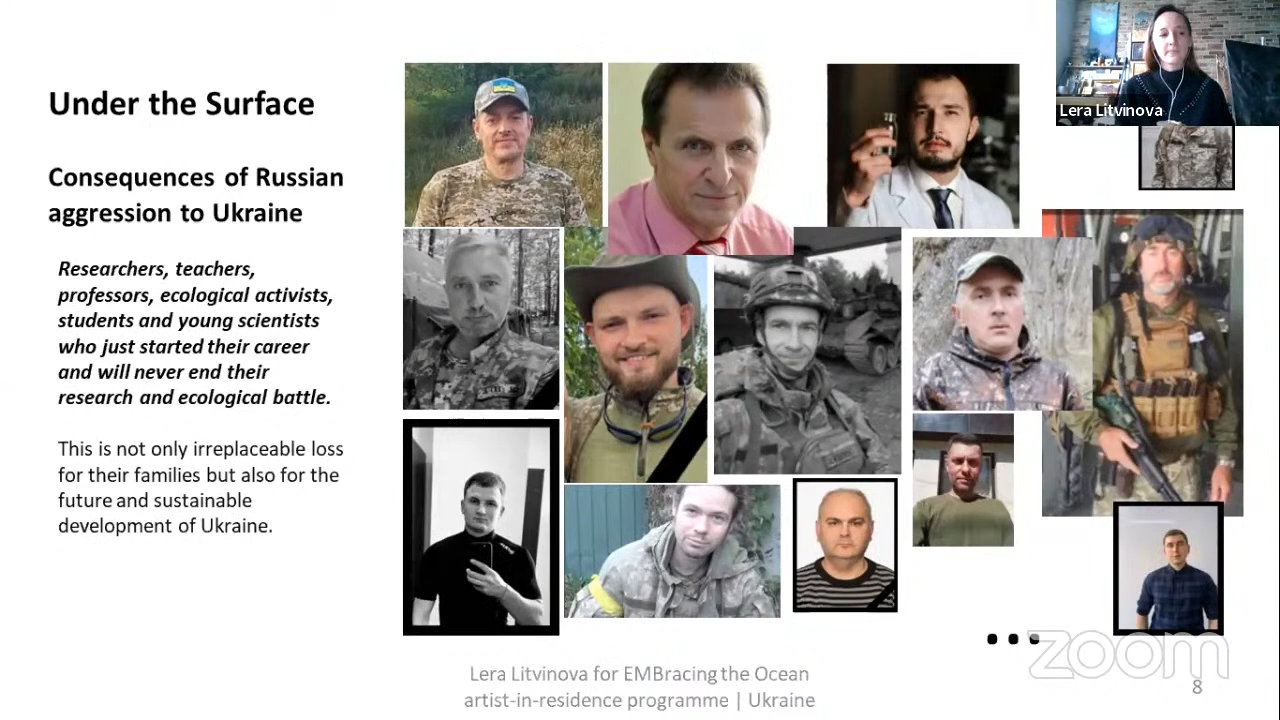 Under the Surface
Consequences of Russian
aggression to Ukraine
Researchers, teachers,
professors, ecological activists,
students and young scientists
who just started their career
and will never end their
research and ecological battle.
This is not only irreplaceable loss
for their families but also for the
future and sustainable
development of Ukraine.
Lera Litvinova
...
Lera Litvinova for EMBracing the Ocean
artist-in-residence programme | Ukraine
zoom
8